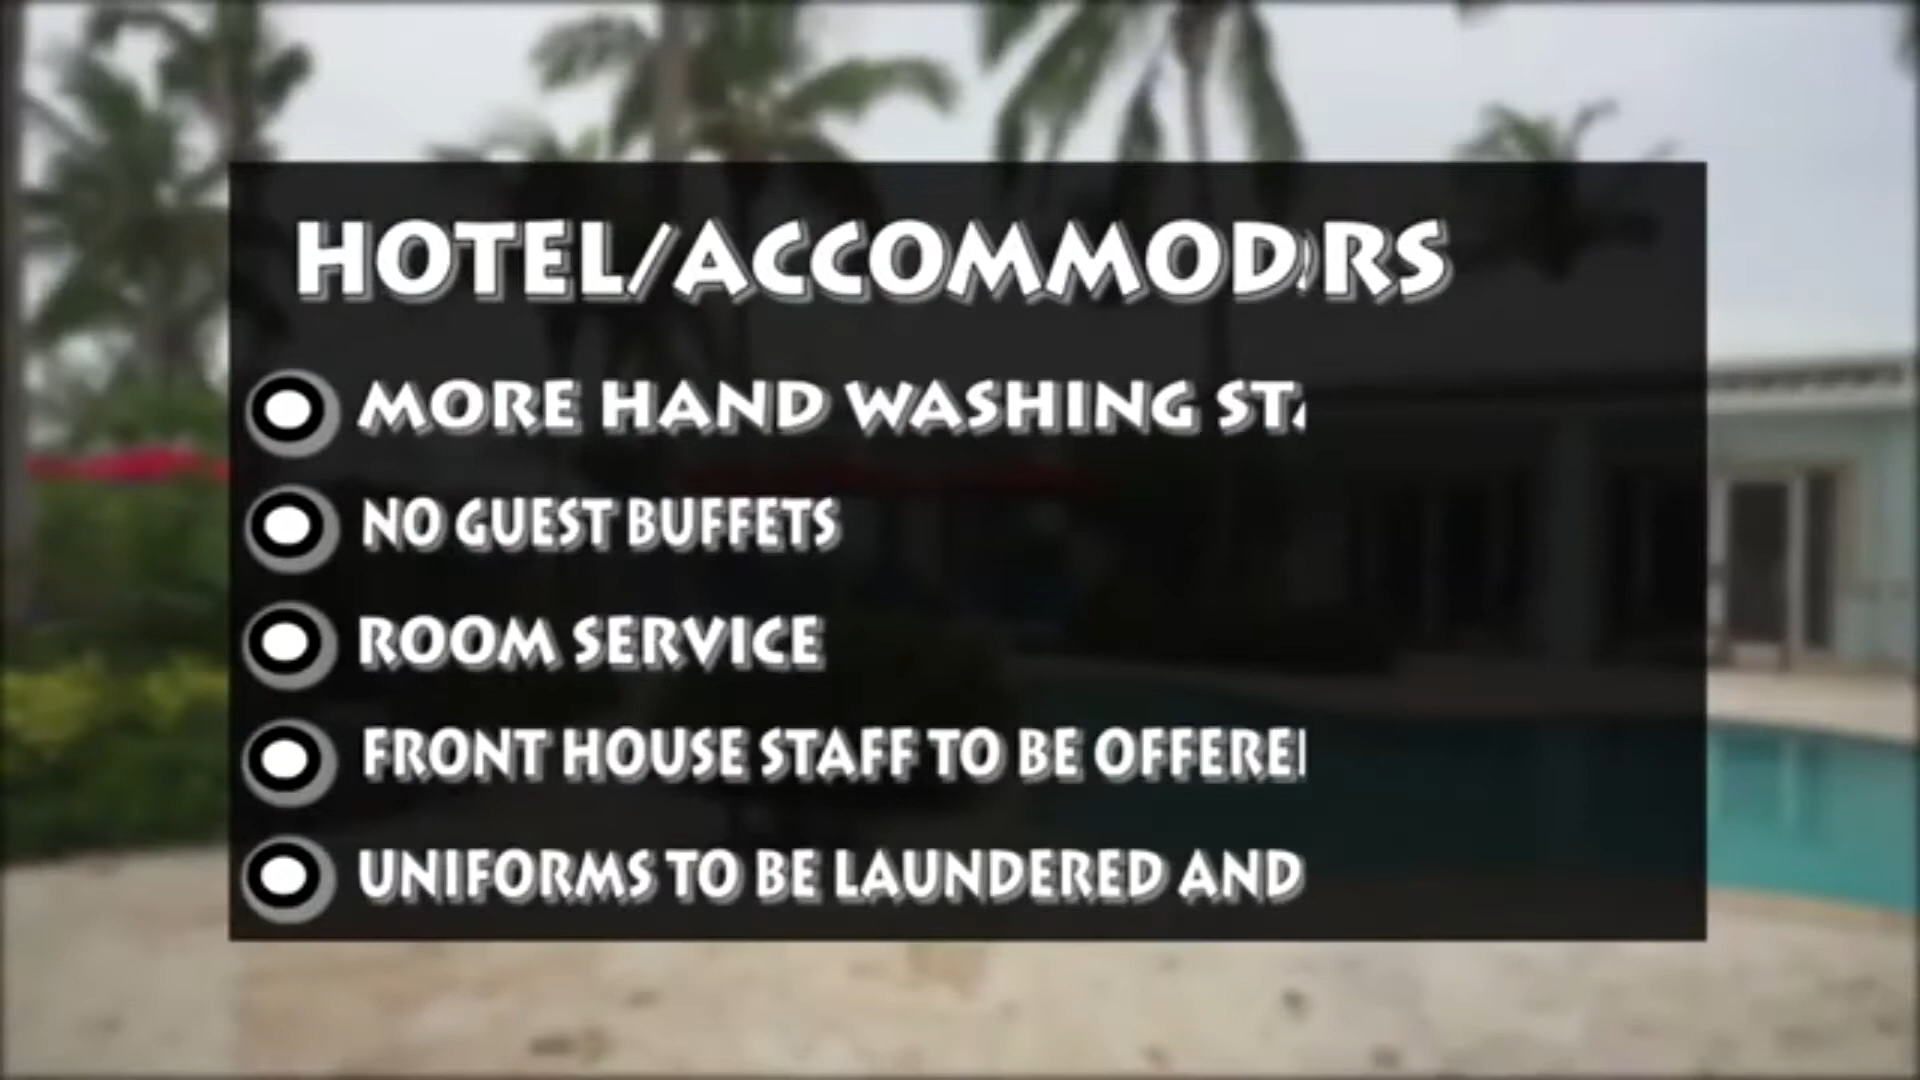 HOTEL/ACCOMMOD
MORE HAND WASHING
NO GUEST BUFFETS
ROOM SERVICE
FRONT HOUSE STAFF TO BE
UNIFORMS TO BE LAUNDERED AND